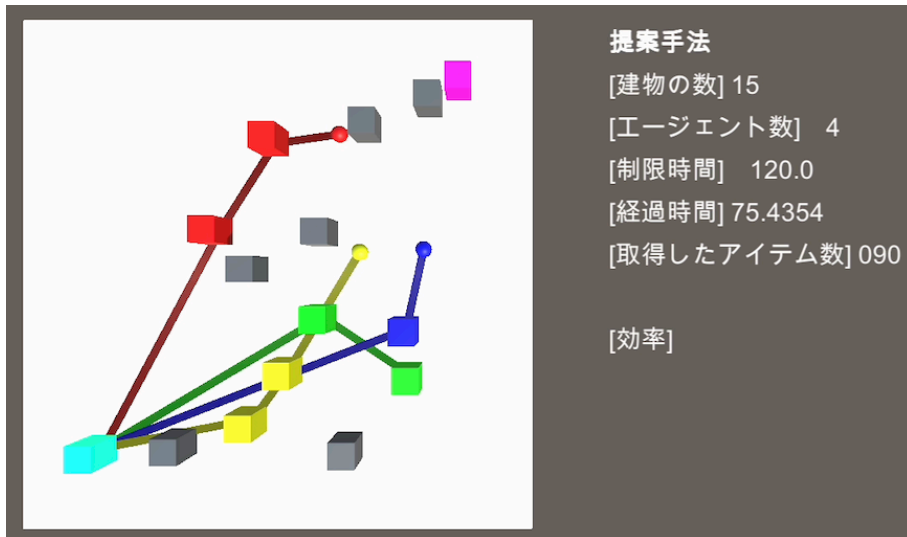 提案手法
[建物の数] 15
[エージェント数] 4
[制限時間] 120.0
[経過時間] 75.4354
[取得したアイテム数] 090
[効率]